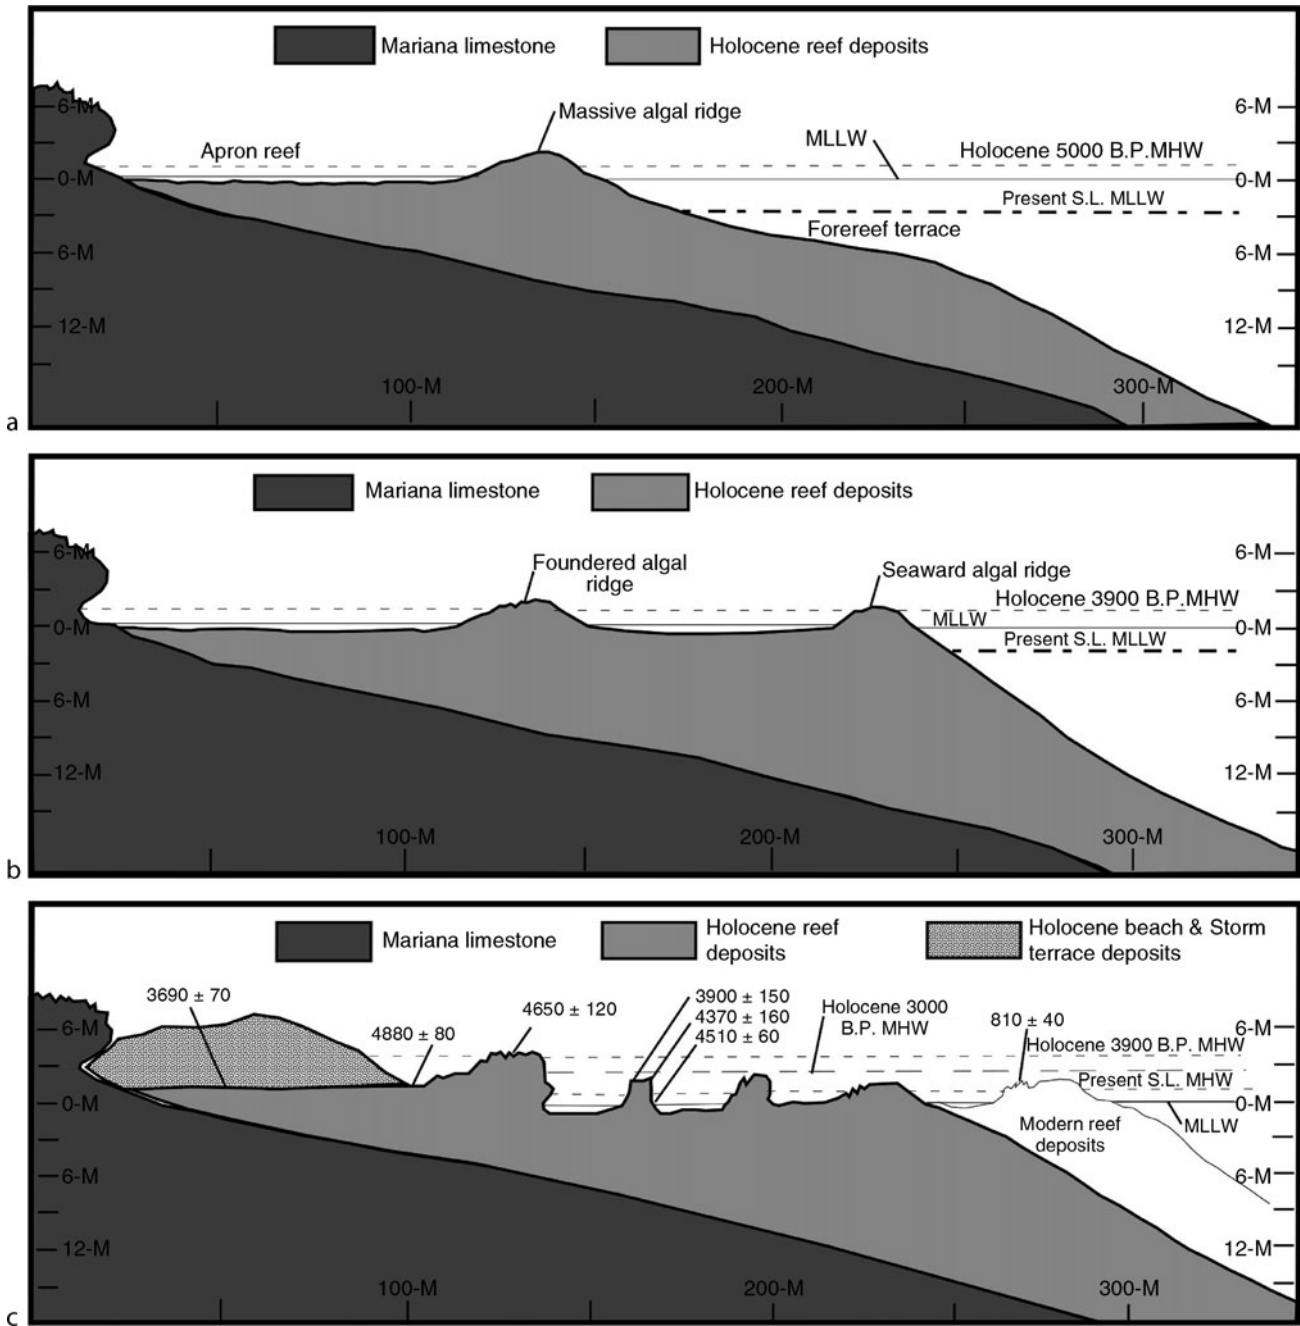 Mariana limestone
Holocene reef deposits
Massive algal ridge
6-M
6-M
MLLW
Apron reef
Holocene 5000 B.P.MHW
0-M
0-M
Present S.L. MLLW
Forereef terrace
6-M
6-M
12-M
12-M
100-M
200-M
300-M
a
Mariana limestone
Holocene reef deposits
6-M
6-M
Foundered algal
ridge
Seaward algal ridge
Holocene 3900 B.P.MHW
MLLW
0-M
0-M
Present S.L. MLLW
6-M
6-M
12-M
12-M
100-M
200-M
300-M
b
Mariana limestone
Holocene reef
deposits
Holocene beach & Storm
terrace deposits
3690 ± 70
4880 ± 80
4650 ± 120
3900 ± 150
4370 ± 160
4510 ± 60
Holocene 3000
B.P. MHW
810 ± 40
6-M
6-M
Holocene 3900 B.P. MHW
Present S.L. MHW
0-M
0-M
MLLW
Modern reef
deposits
6-M
6-M
12-M
12-M
100-M
200-M
300-M
c